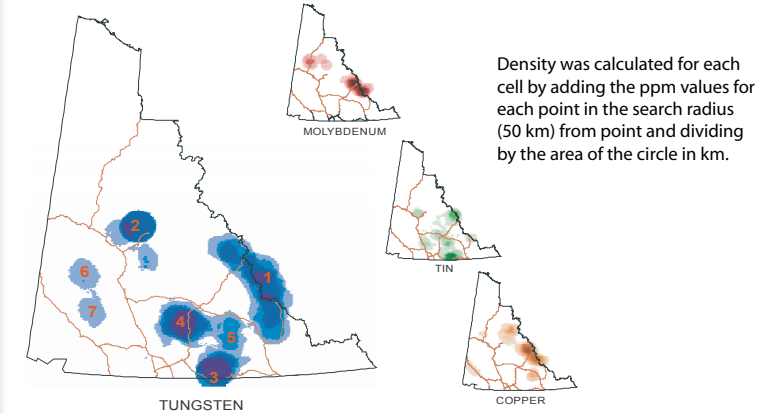 MOLYBDENUM
Density was calculated for each
cell by adding the ppm values for
each point in the search radius
(50 km) from point and dividing
by the area of the circle in km.
2
1
6
7
4
5
3
TIN
TUNGSTEN
COPPER